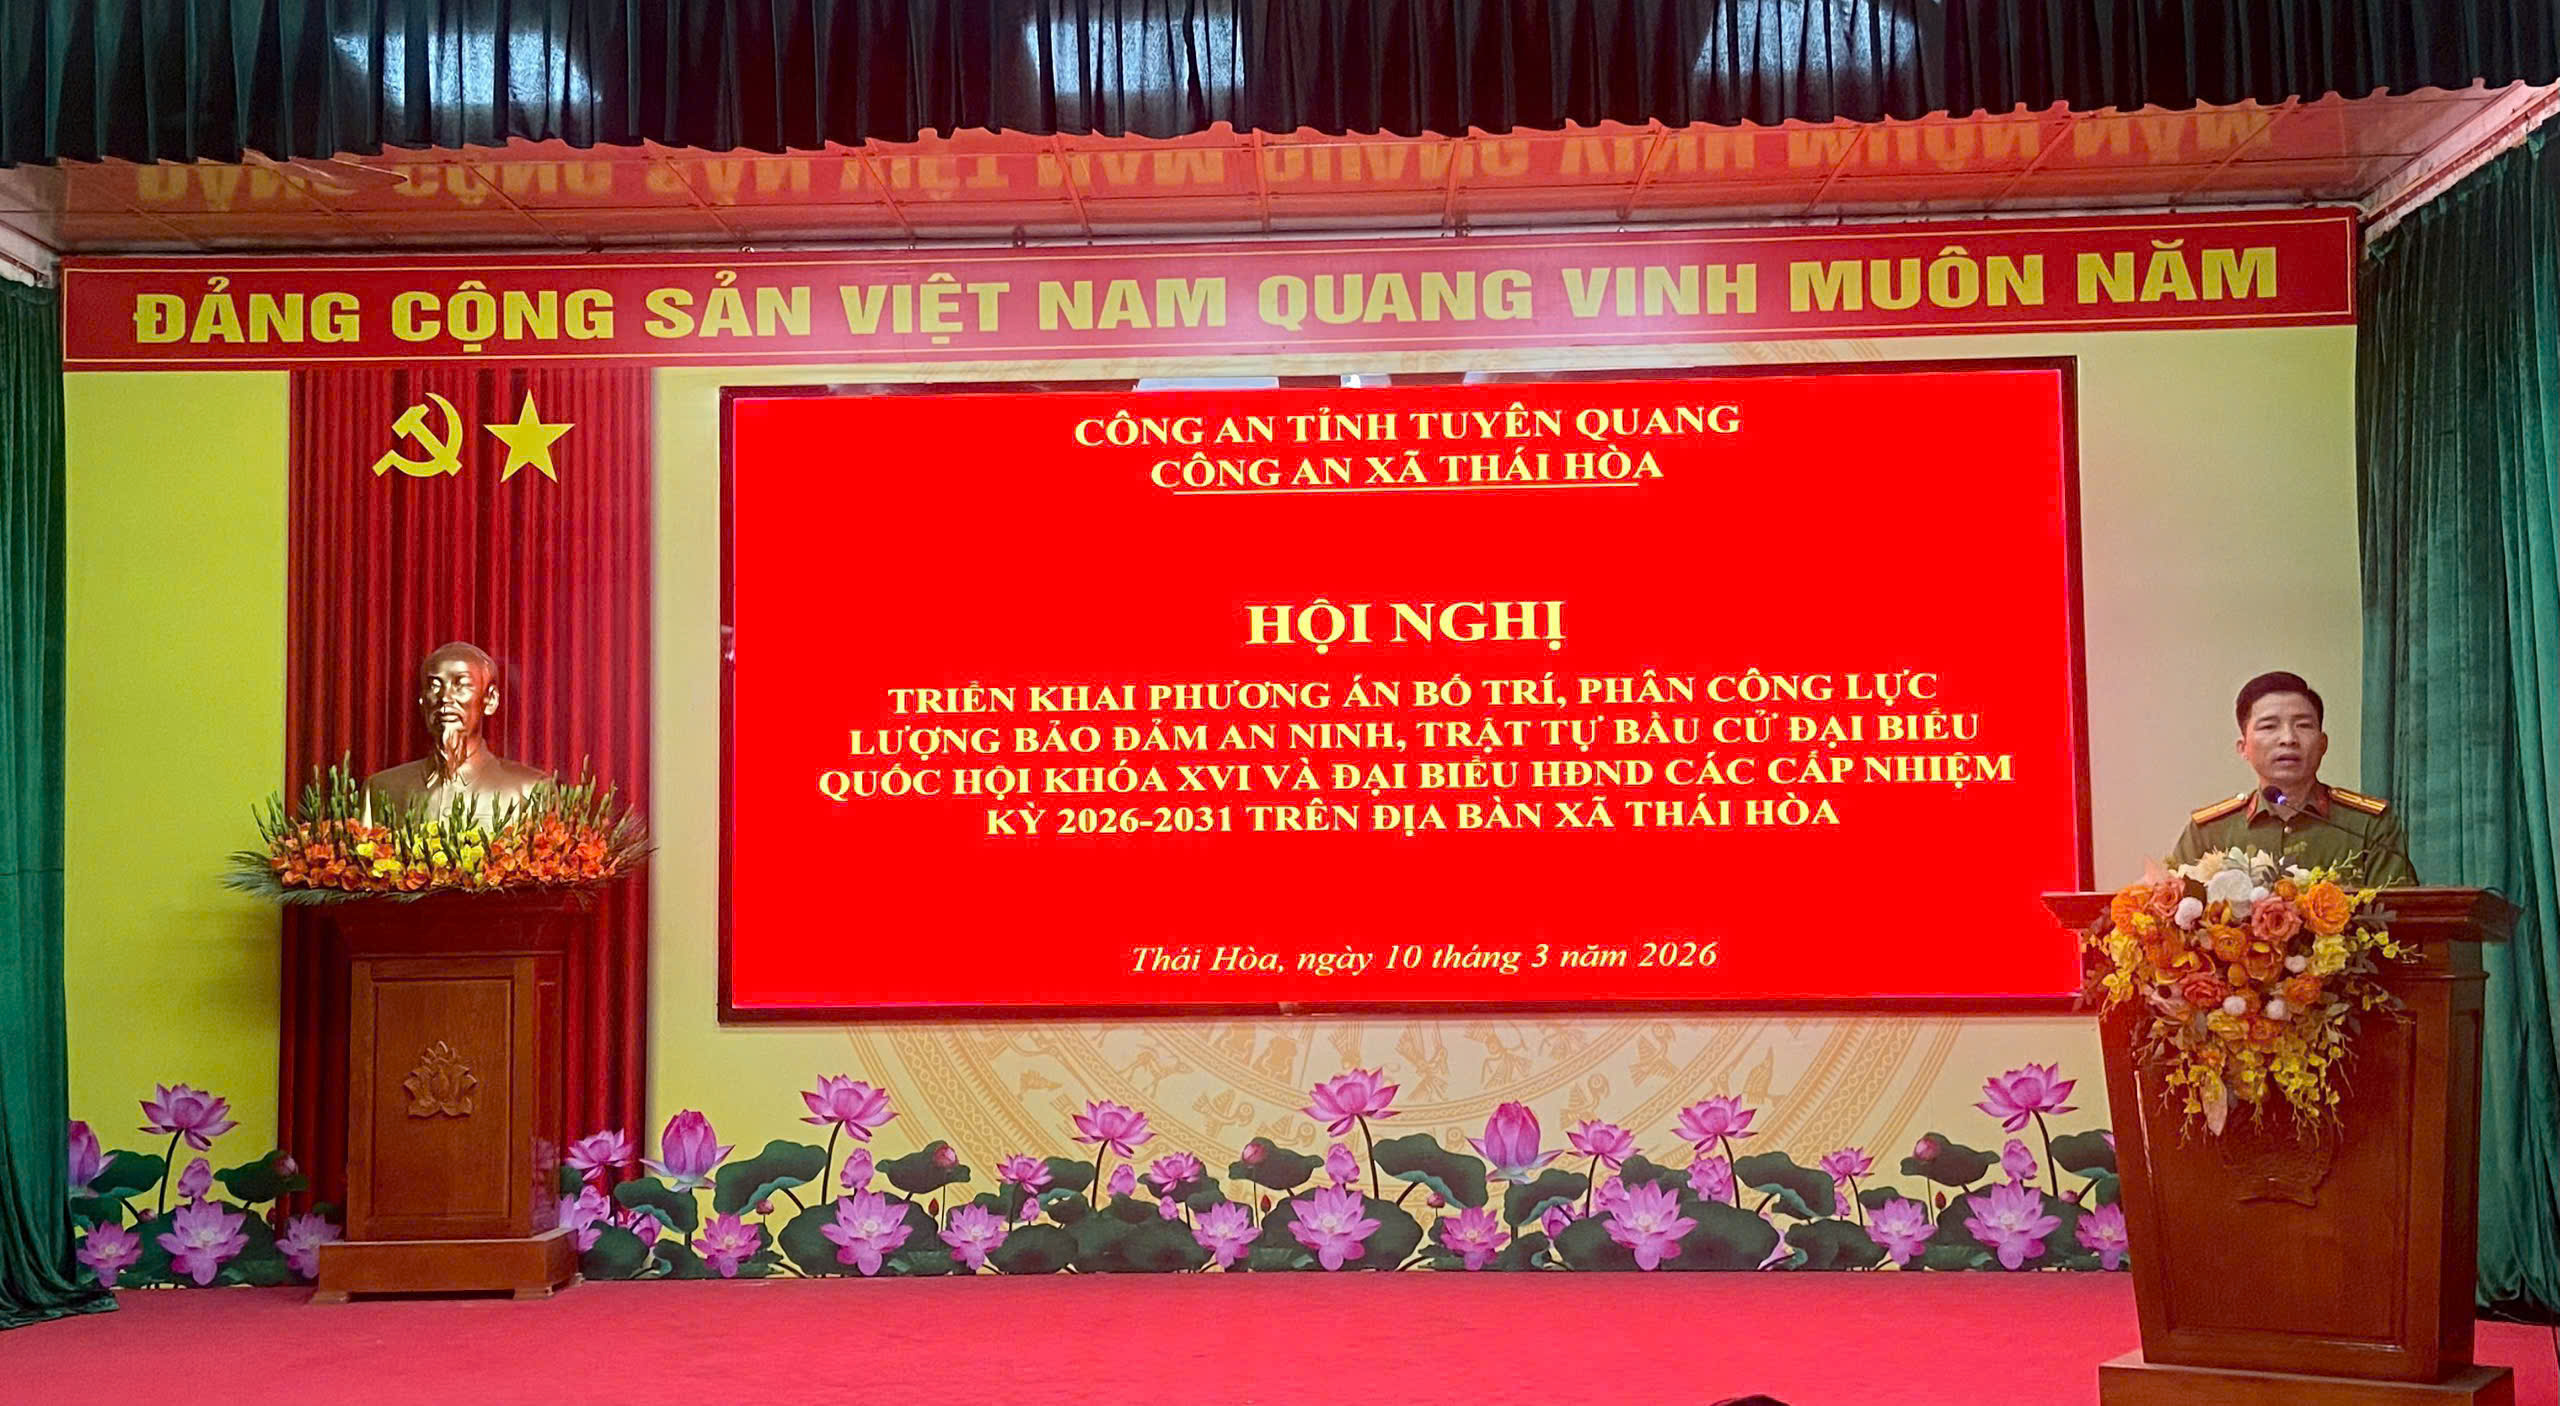 ĐẢNG CỘNG SẢN VIỆT NAM QUANG VINH MUÔN NĂM
CÔNG AN TỈNH TUYÊN QUANG
CÔNG AN XÃ THÁI HÒA
HỘI NGHỊ
TRIỂN KHAI PHƯƠNG ÁN BỐ TRÍ, PHÂN CÔNG LỰC
LƯỢNG BẢO ĐẢM AN NINH, TRẬT TỰ BẦU CỬ ĐẠI BIỂU
QUỐC HỘI KHÓA XVI VÀ ĐẠI BIỂU HĐND CÁC CẤP NHIỆM
KỲ 2026-2031 TRÊN ĐỊA BÀN XÃ THÁI HÒA
Thái Hòa, ngày 10 tháng 3 năm 2026